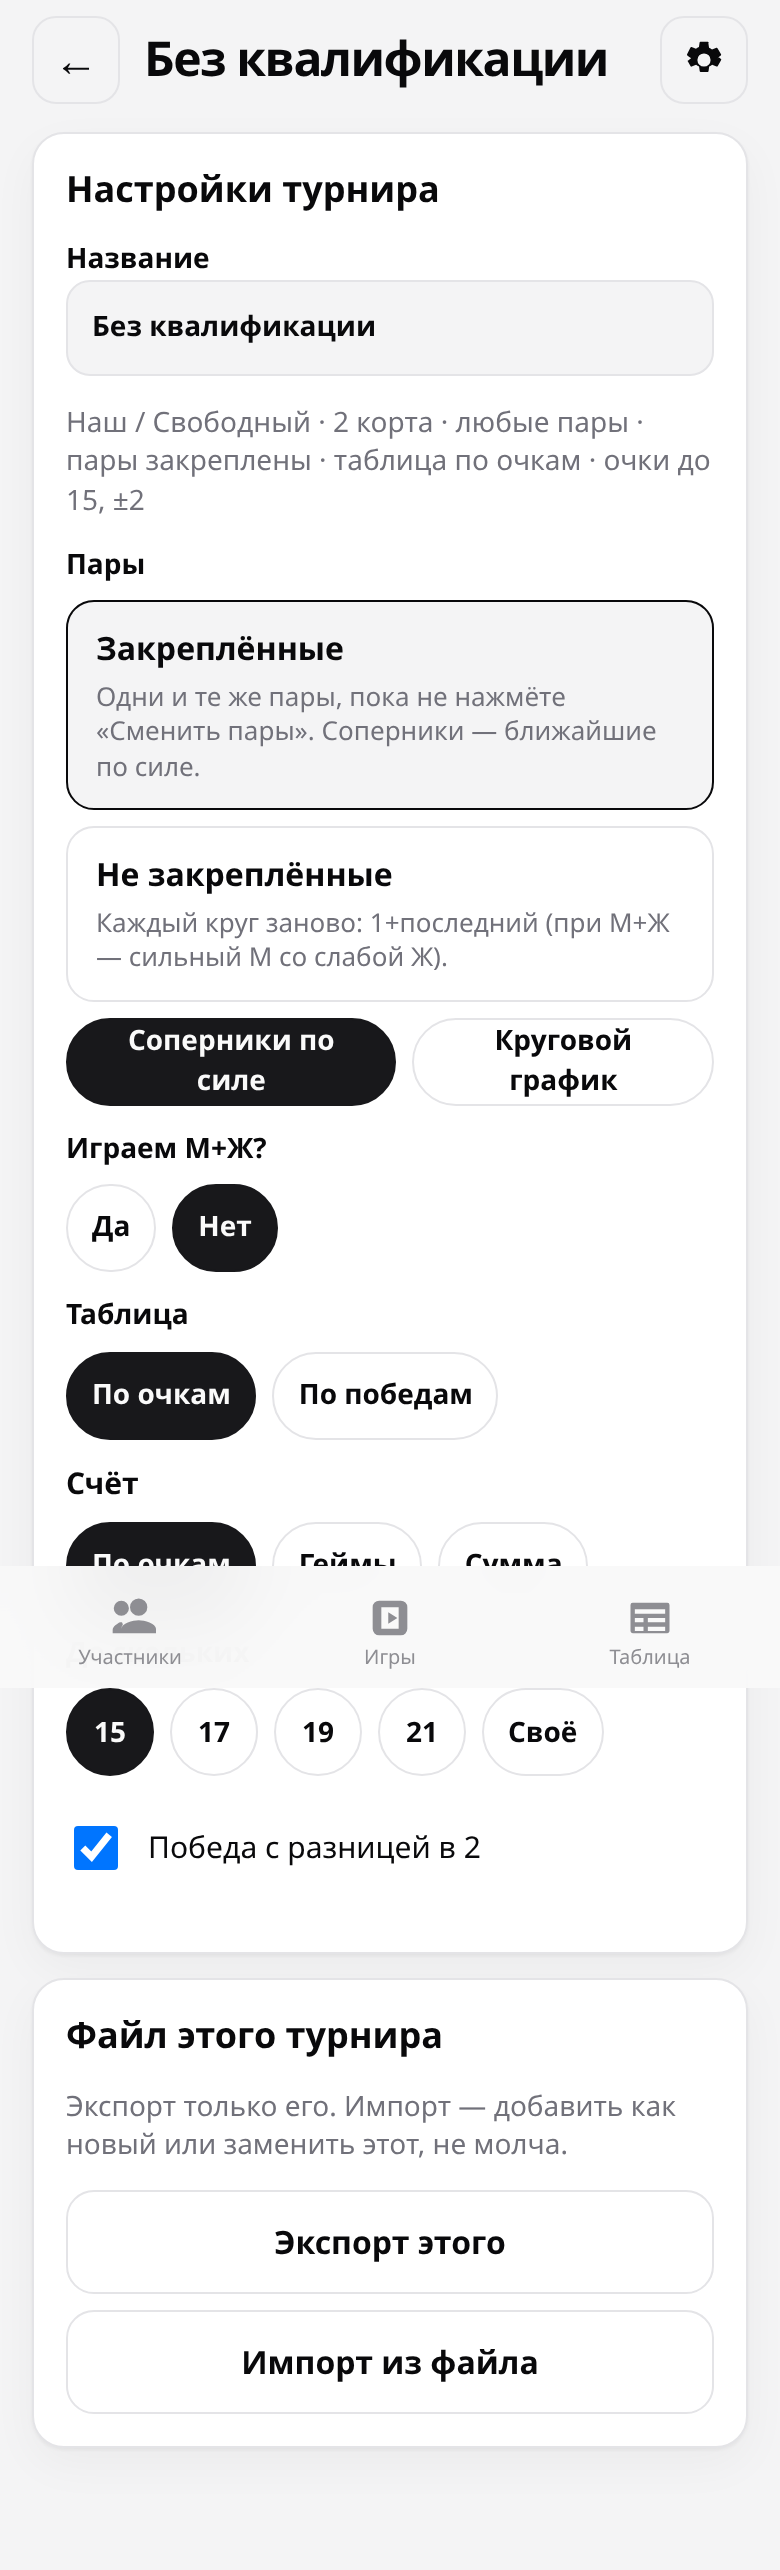 ←
Без квалификации
Настройки турнира
Название
Без квалификации
Наш / Свободный · 2 корта · любые пары ·
пары закреплены · таблица по очкам · очки до
15, ±2
Пары
Закреплённые
Одни и те же пары, пока не нажмёте
«Сменить пары». Соперники — ближайшие
по силе.
Не закреплённые
Каждый круг заново: 1+последний (при М+Ж
— сильный М со слабой Ж).
Соперники по
силе
Круговой
график
Играем М+Ж?
Да
Нет
Таблица
По очкам
По победам
Счёт
По очкам
Геймы
Сумма
Участники
Игры
Таблица
15
17
19
21
Своё
Победа с разницей в 2
Файл этого турнира
Экспорт только его. Импорт — добавить как
новый или заменить этот, не молча.
Экспорт этого
Импорт из файла